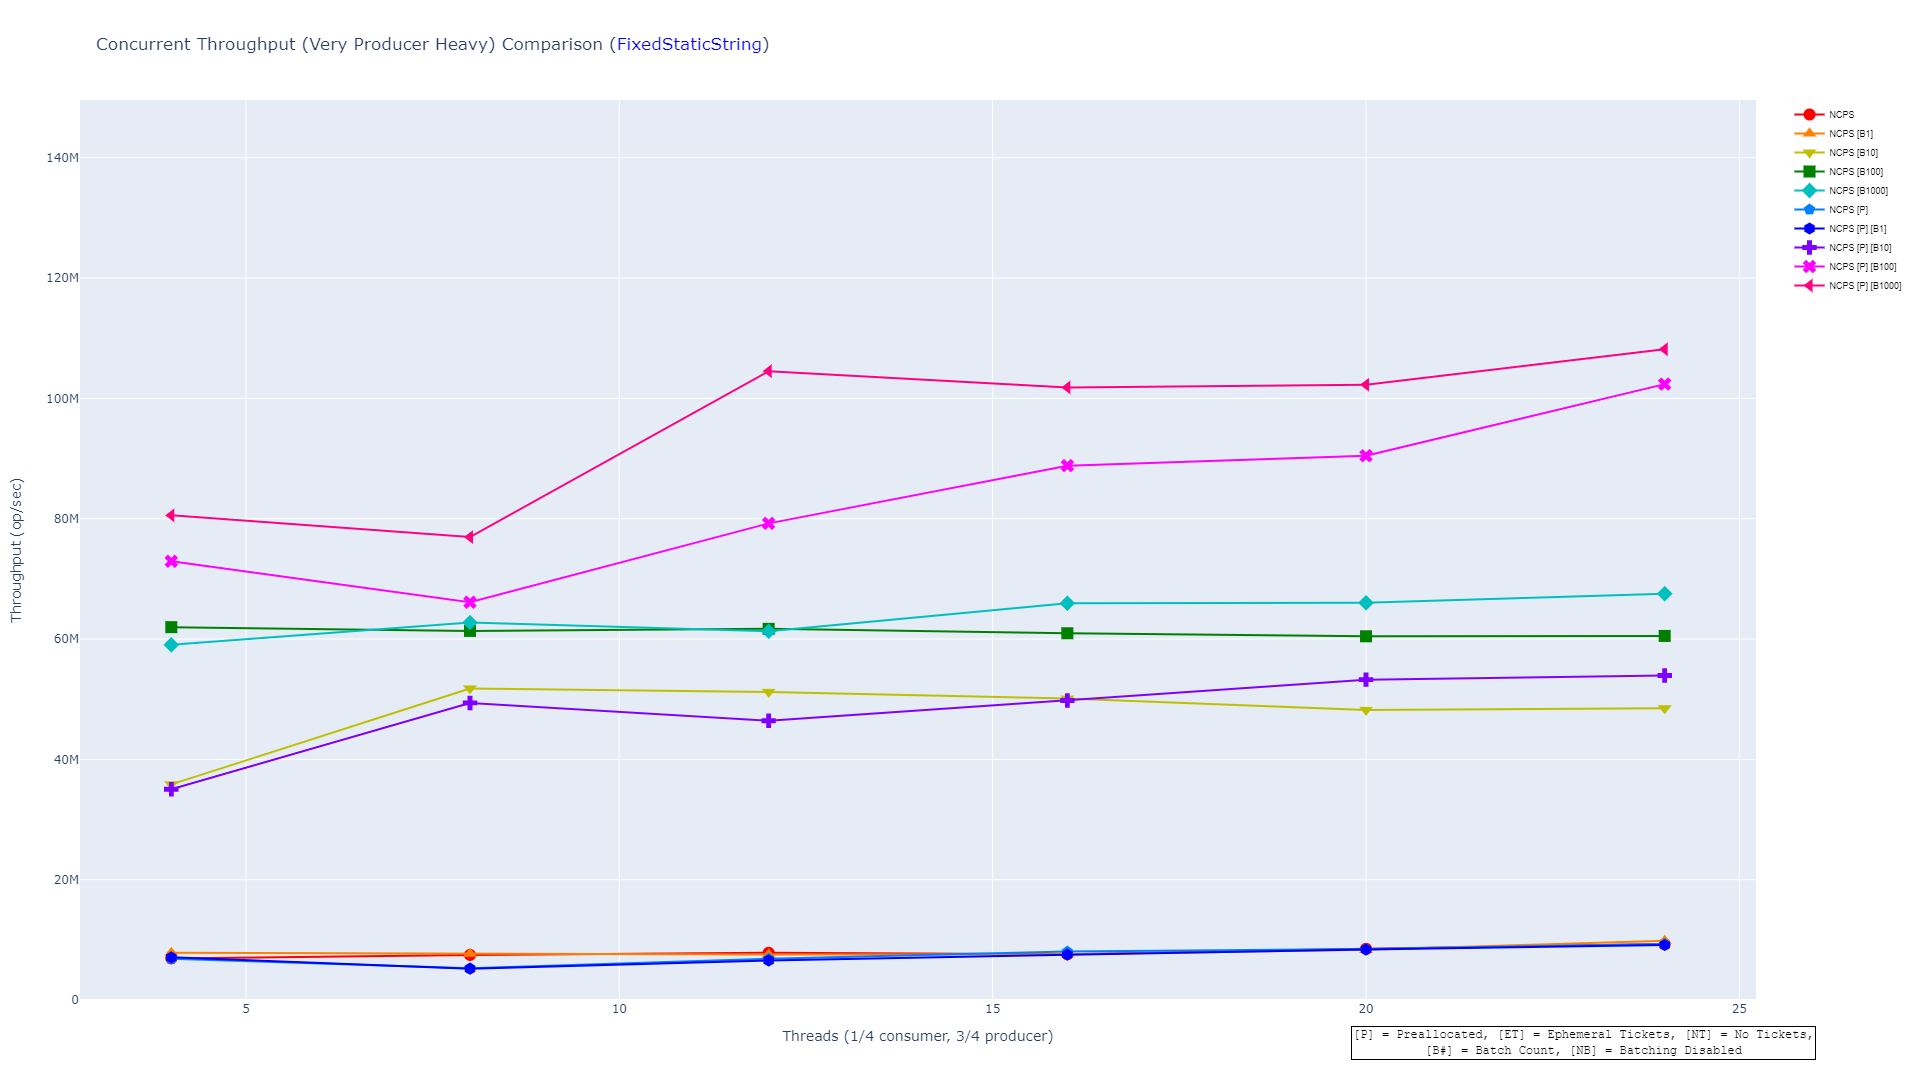 Concurrent Throughput (Very Producer Heavy) Comparison (FixedStaticString)
NCPS
NCPS [B1]
NCPS [B10]
NCPS [B100]
NCPS [B1000]
NCPS [P]
NCPS [P] [B1]
NCPS [P] [B10]
NCPS [P] [B100]
NCPS [P] [B1000]
140M
120M
100M
80M
60M
40M
20M
0
Throughput (op/sec)
5
10
15
20
25
Threads (1/4 consumer, 3/4 producer)
[P] = Preallocated, [ET] = Ephemeral Tickets, [NT] = No Tickets,
[B#] = Batch Count, [NB] = Batching Disabled